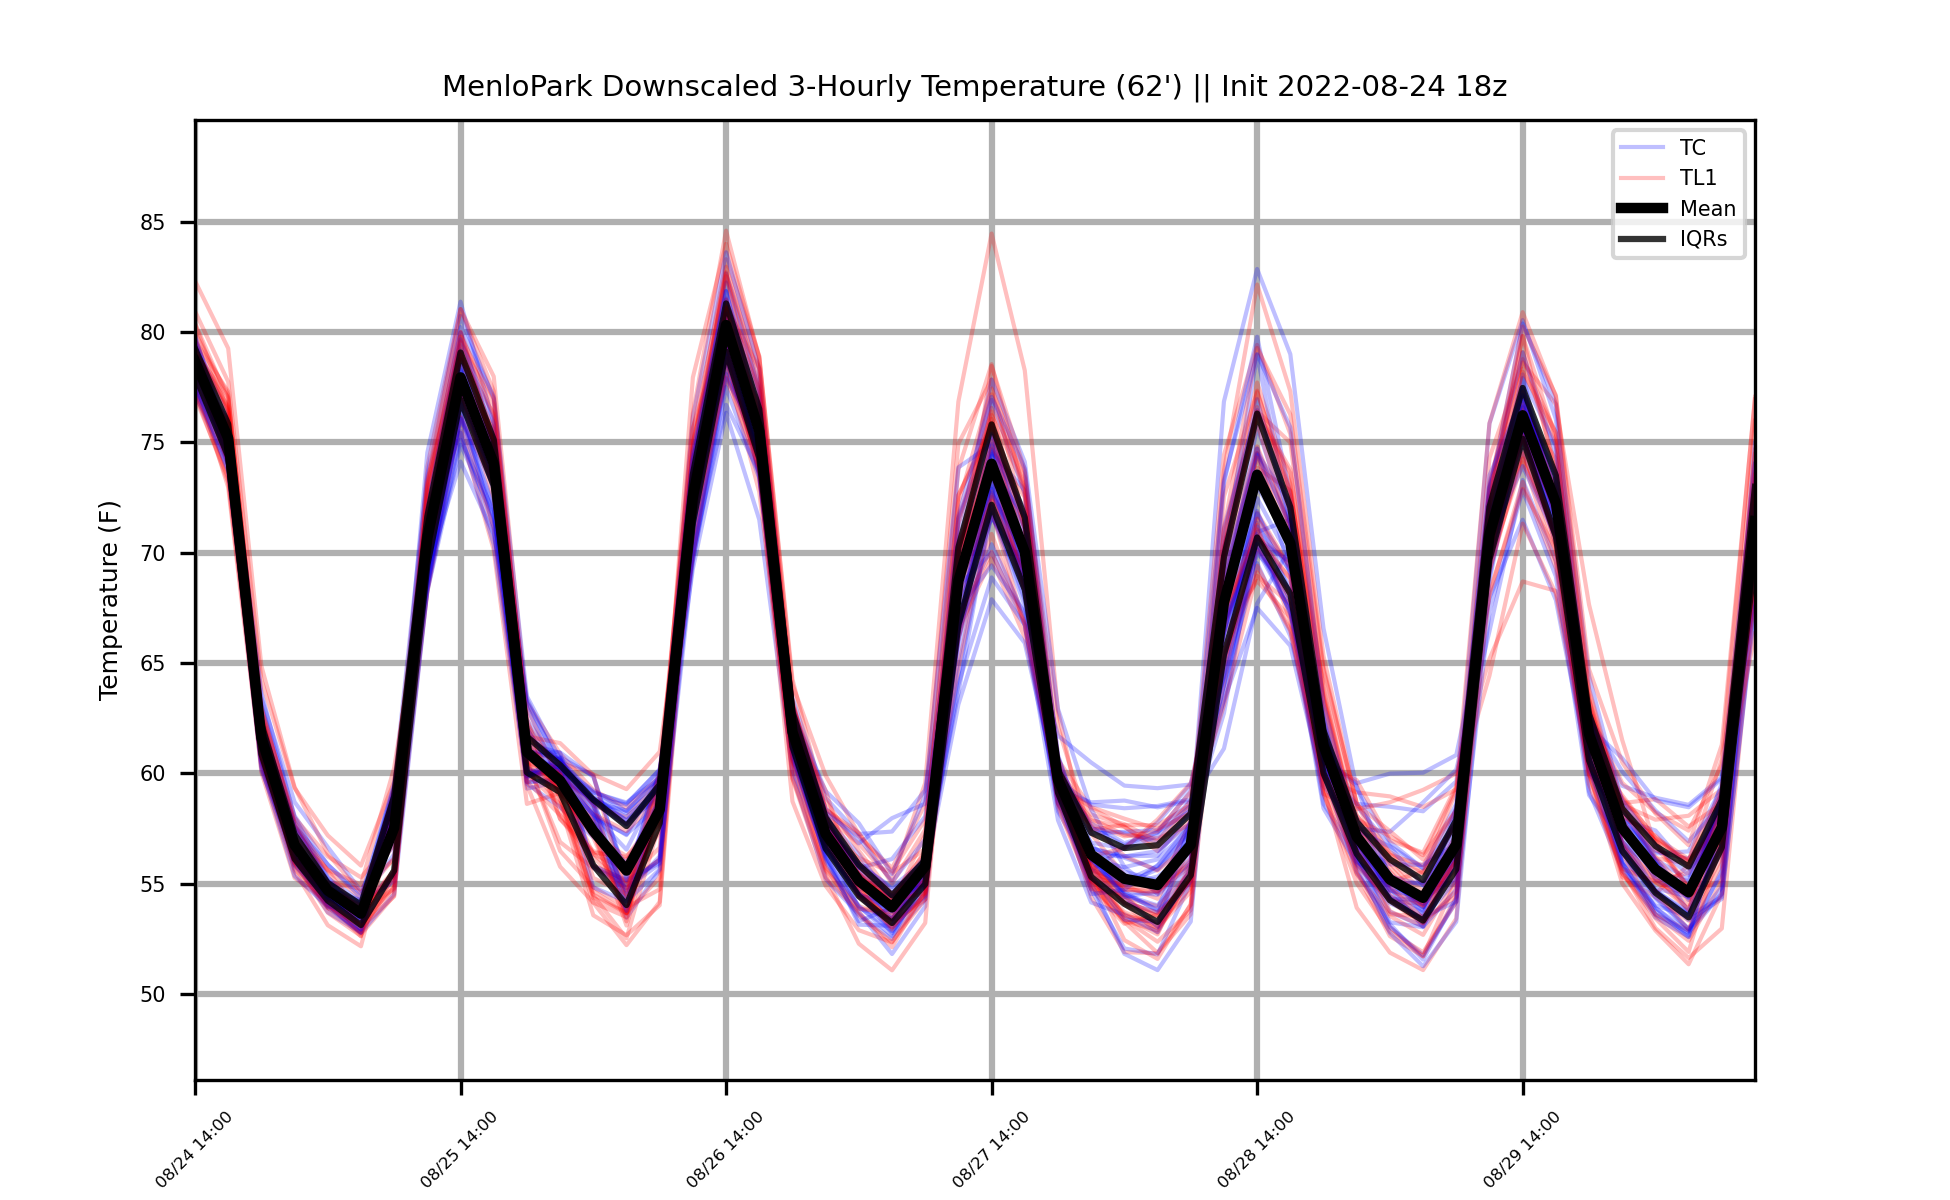 MenloPark Downscaled 3-Hourly Temperature (62') || Init 2022-08-24 18z
TC
TL1
Mean
IQRs
Temperature (F)
85
80
75
70
65
60
55
50
08/24 14:00
08/25 14:00
08/26 14:00
08/27 14:00
08/28 14:00
08/29 14:00